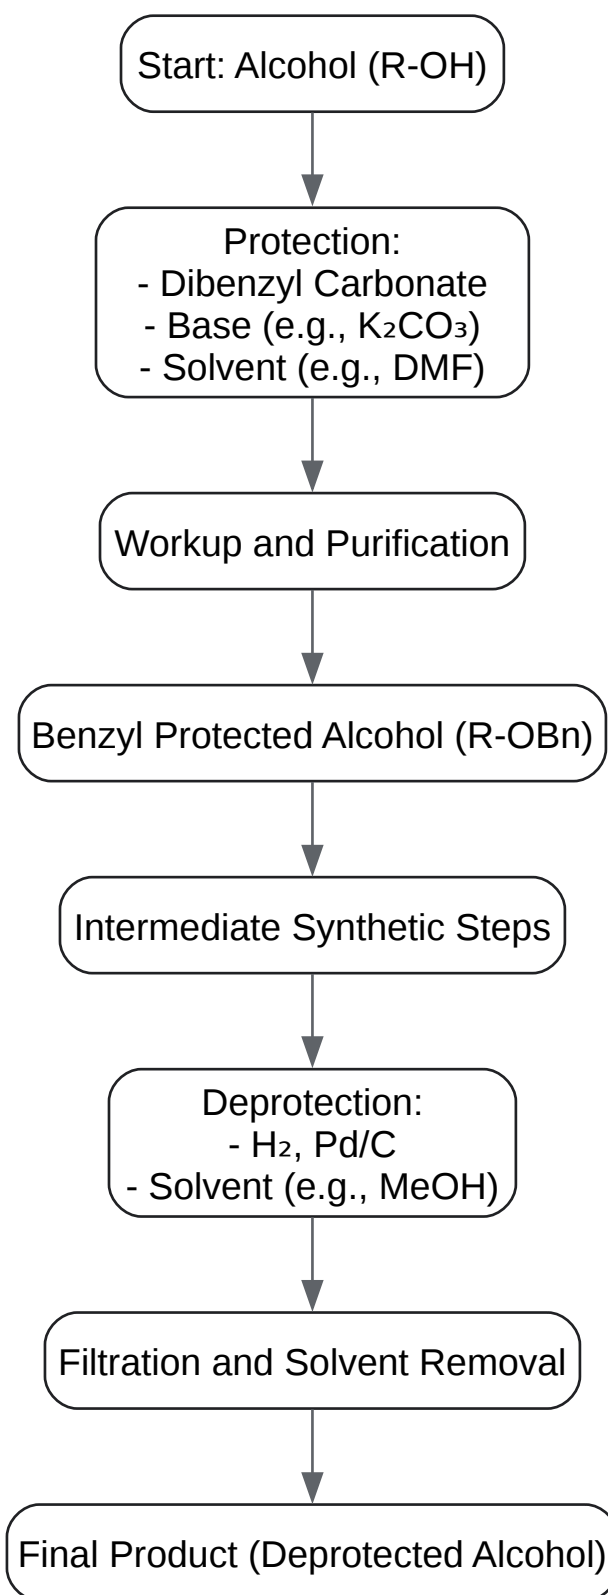 Start: Alcohol (R-OH)
Protection:
- Dibenzyl Carbonate
- Base (e.g., K₂CO₃)
- Solvent (e.g., DMF)
Workup and Purification
Benzyl Protected Alcohol (R-OBn)
Intermediate Synthetic Steps
Deprotection:
- H₂, Pd/C
- Solvent (e.g., MeOH)
Filtration and Solvent Removal
Final Product (Deprotected Alcohol)